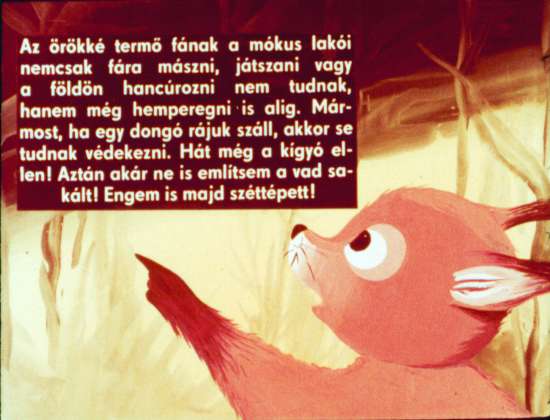 Az örökké termő fának a mókus lakói
nemcsak fára mászni, játszani vagy
a földön hancúrozni nem tudnak,
hanem még hemperegni is alig. Már-
most, ha egy dongó rájuk száll, akkor se
tudnak védekezni. Hát még a kígyó el-
len! Aztán akár ne is említsem a vad sa-
kált! Engem is majd széttépett!